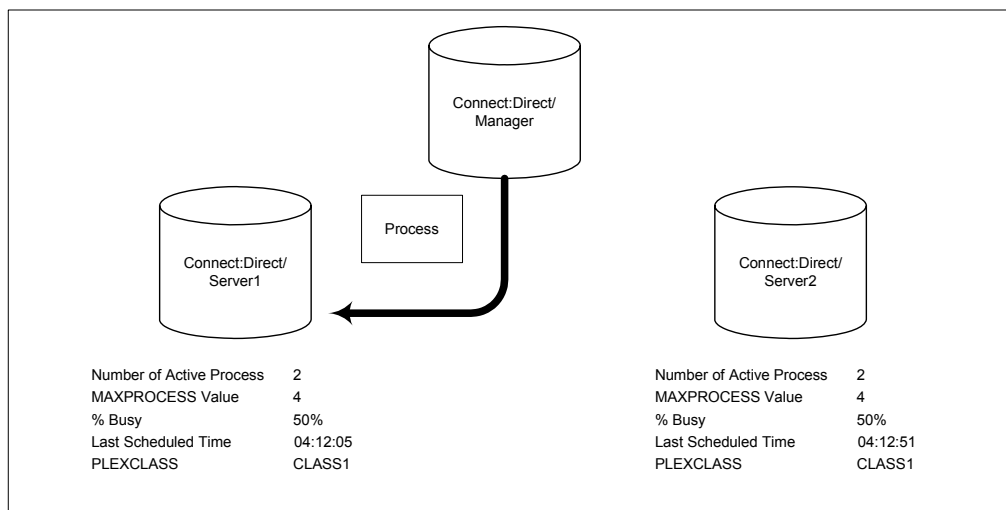 Connect:Direct/
Manager
Process
Connect:Direct/
Server1
Connect:Direct/
Server2
Number of Active Process 2
MAXPROCESS Value 4
% Busy 50%
Last Scheduled Time 04:12:05
PLEXCLASS CLASS1
Number of Active Process 2
MAXPROCESS Value 4
% Busy 50%
Last Scheduled Time 04:12:51
PLEXCLASS CLASS1